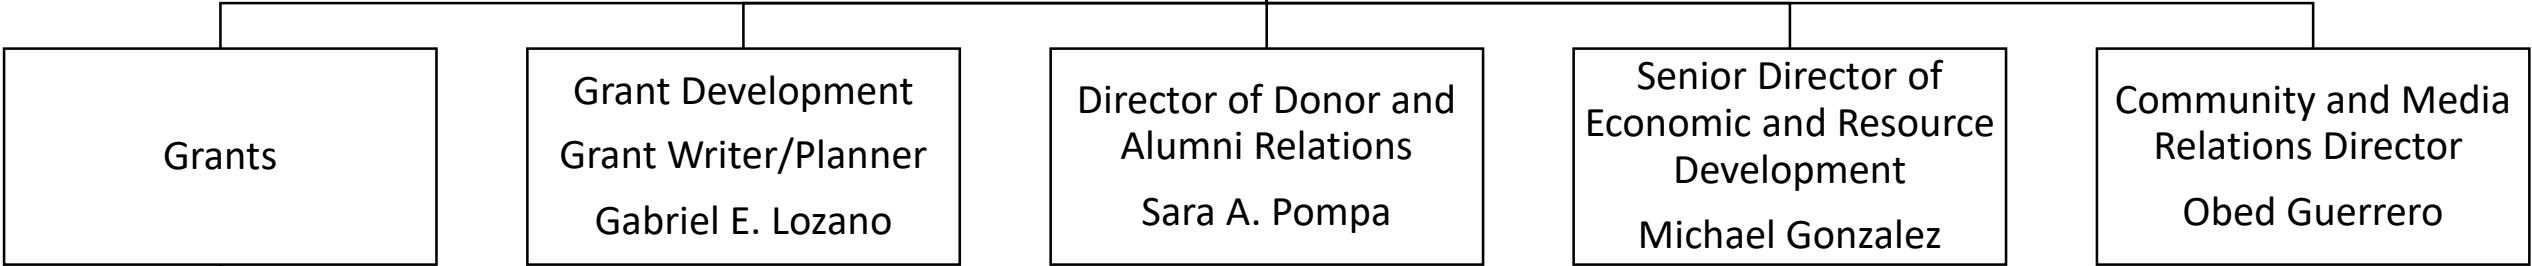 Grants
Grant Development
Grant Writer/Planner
Gabriel E. Lozano
Director of Donor and
Alumni Relations
Sara A. Pompa
Senior Director of
Economic and Resource
Development
Michael Gonzalez
Community and Media
Relations Director
Obed Guerrero